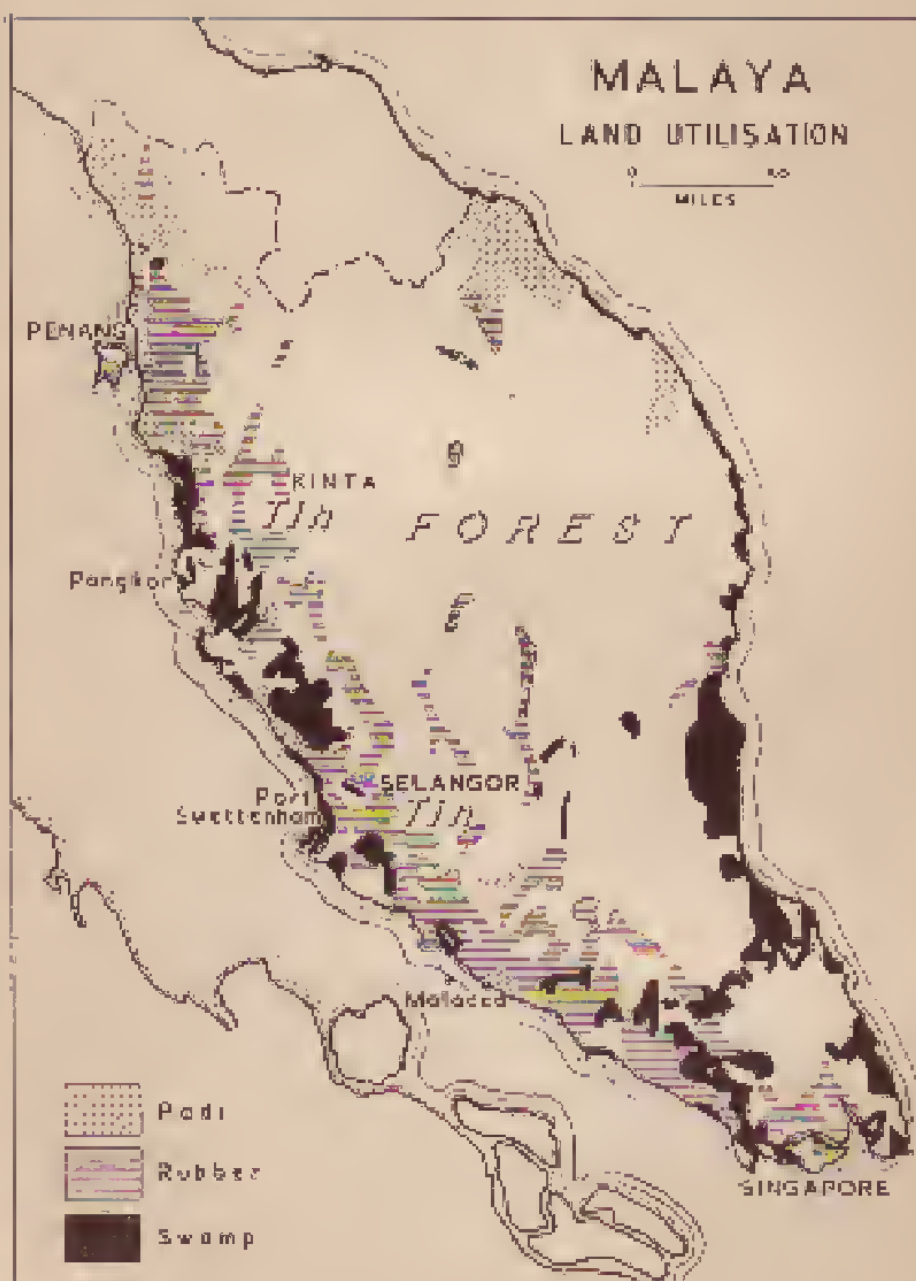 MALAYA
LAND UTILISATION
0
MILES
PENANG
KINTA
Tin
FOREST
Pangkor
SELANGOR
Tin
Port
Swettenham
Malacca
Padi
Rubber
Swamp
SINGAPORE